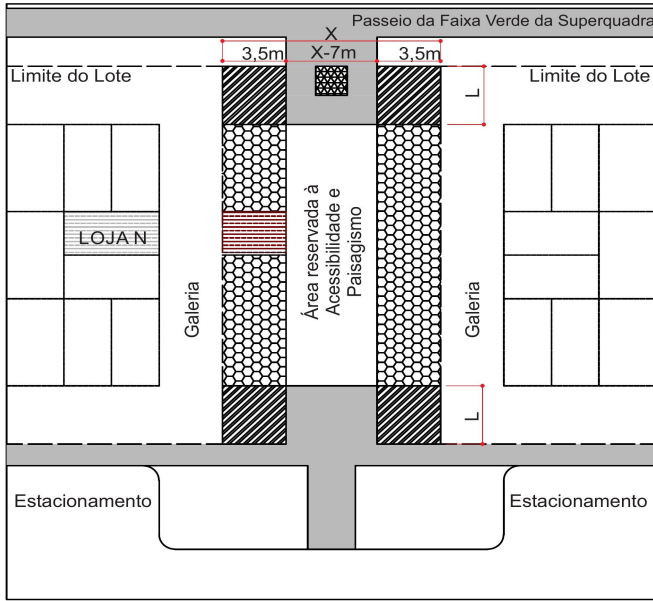 Passeio da Faixa Verde da Superquadra
X
3,5m
X-7m
3,5m
Limite do Lote
Limite do Lote
L
LOJA N
Galeria
Área reservada à
Acessibilidade e
Paisagismo
Galeria
L
Estacionamento
Estacionamento